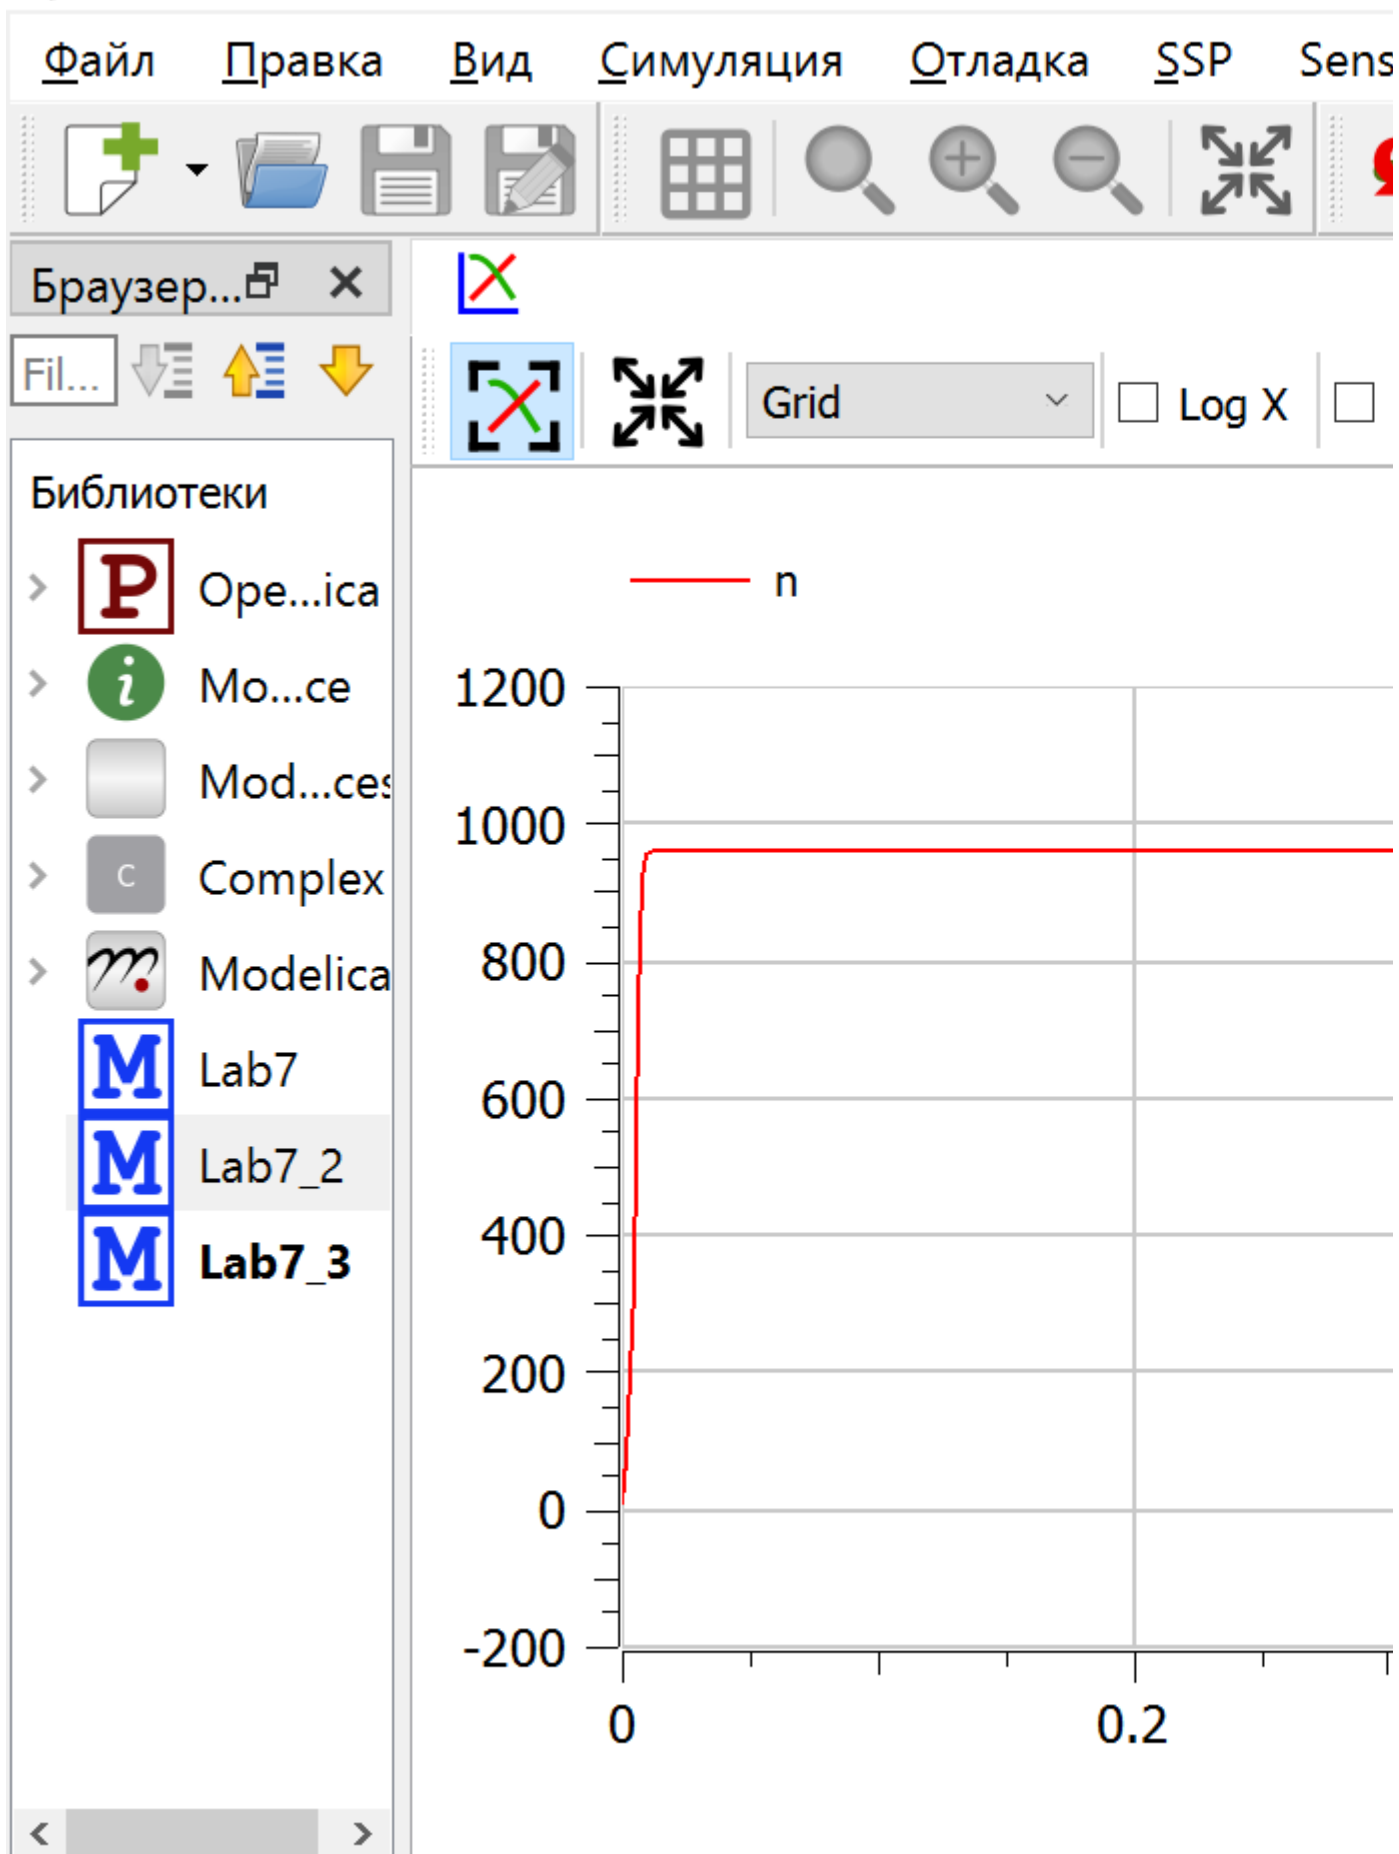 Файл Правка Вид Симуляция Отладка SSP Sens
Браузер...
Fil...
Grid
Log X
Библиотеки
P Ope...ica
i Mo...ce
Mod...ces
C Complex
m Modelica
M Lab7
M Lab7_2
M Lab7_3
n
1200
1000
800
600
400
200
0
-200
0 0.2